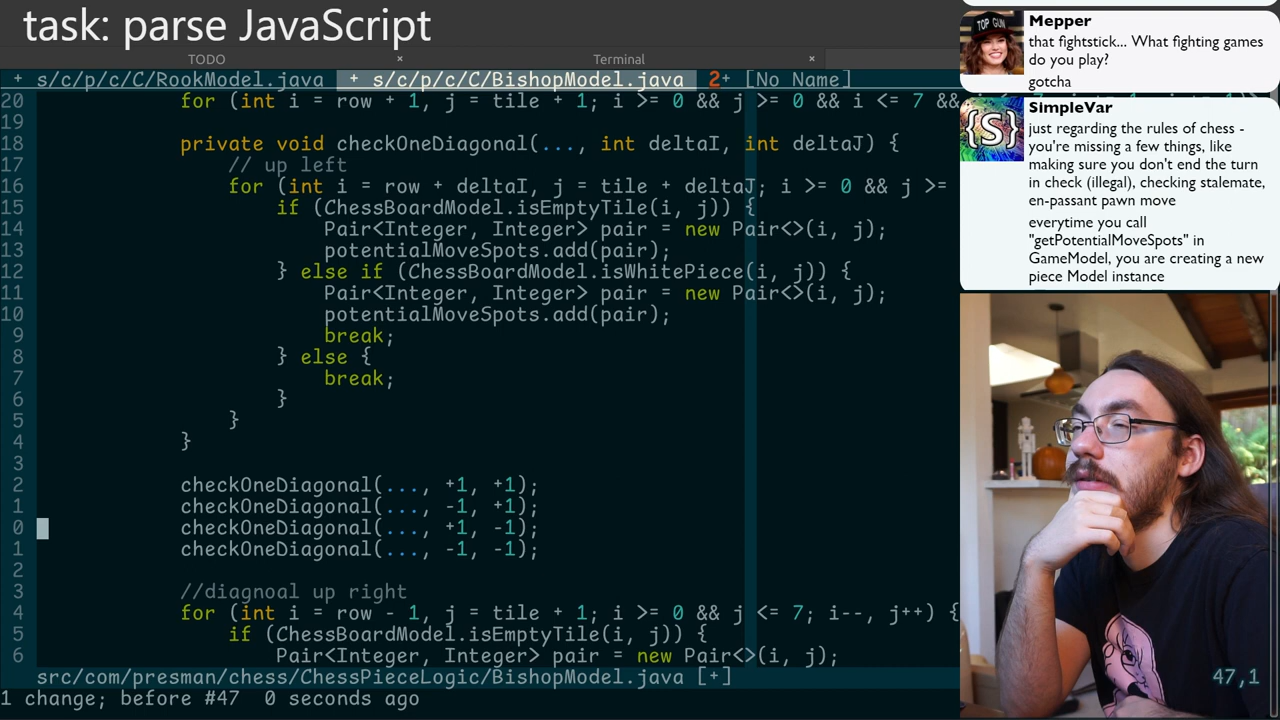 task: parse JavaScript
TODO × Terminal ×
+ s/c/p/c/C/RookModel.java + s/c/p/c/C/BishopModel.java 2+ [No Name]
20 for (int i = row + 1, j = tile + 1; i >= 0 && j >= 0 && i <= 7 &&
19
18 private void checkOneDiagonal(..., int deltaI, int deltaJ) {
17 // up left
16 for (int i = row + deltaI, j = tile + deltaJ; i >= 0 && j >=
15 if (ChessBoardModel.isEmptyTile(i, j)) {
14 Pair<Integer, Integer> pair = new Pair<>(i, j);
13 potentialMoveSpots.add(pair);
12 } else if (ChessBoardModel.isWhitePiece(i, j)) {
11 Pair<Integer, Integer> pair = new Pair<>(i, j);
10 potentialMoveSpots.add(pair);
9 break;
8 } else {
7 break;
6 }
5 }
4 }
3
2 checkOneDiagonal(..., +1, +1);
1 checkOneDiagonal(..., -1, +1);
0 checkOneDiagonal(..., +1, -1);
1 checkOneDiagonal(..., -1, -1);
2
3 //diagnoal up right
4 for (int i = row - 1, j = tile + 1; i >= 0 && j <= 7; i--, j++) {
5 if (ChessBoardModel.isEmptyTile(i, j)) {
6 Pair<Integer, Integer> pair = new Pair<>(i, j);
src/com/presman/chess/ChessPieceLogic/BishopModel.java [+]
1 change; before #47 0 seconds ago
47,1
Mepper
that fightstick... What fighting games
do you play?
gotcha
SimpleVar
just regarding the rules of chess -
you're missing a few things, like
making sure you don't end the turn
in check (illegal), checking stalemate,
en-passant pawn move
everytime you call
"getPotentialMoveSpots" in
GameModel, you are creating a new
piece Model instance
TOP GUN
{S}